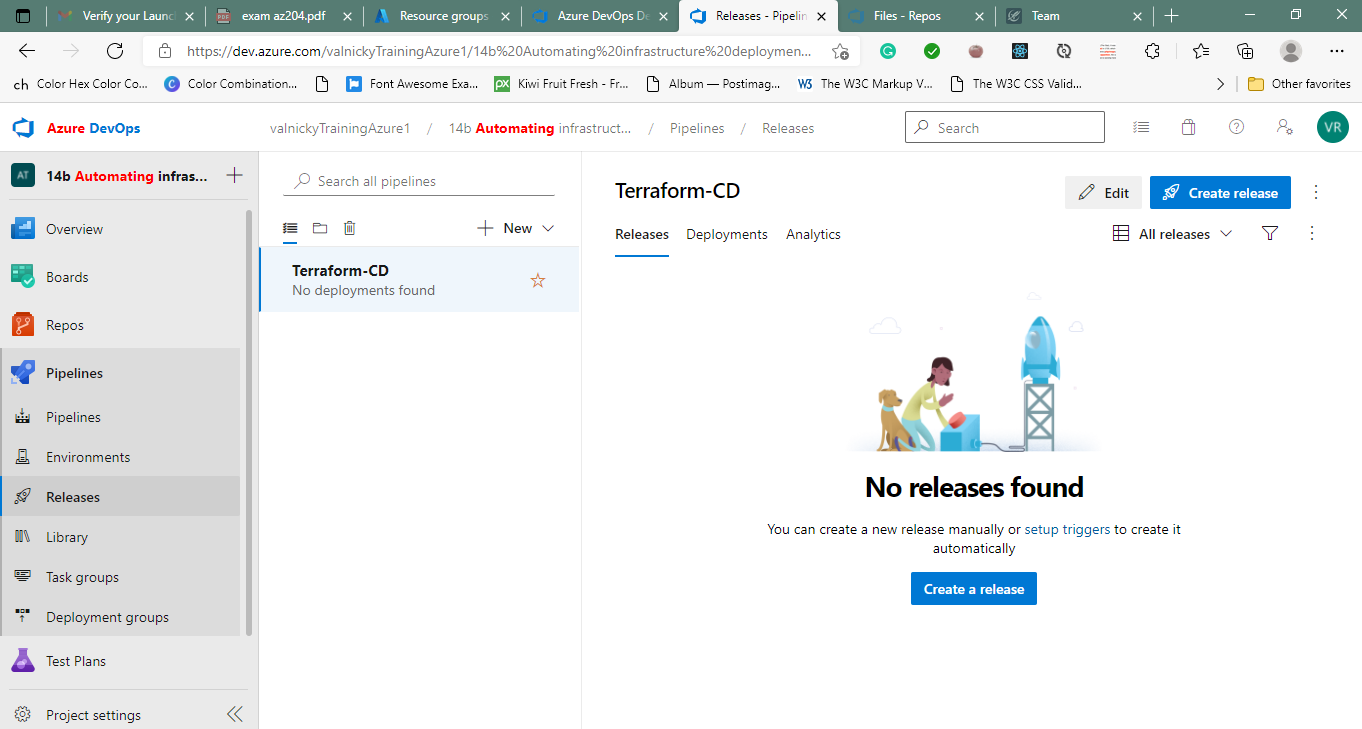 Verify your Launc
exam az204.pdf
Resource groups
Azure DevOps De
Releases - Pipelin
Files - Repos
Team
https://dev.azure.com/valnickyTrainingAzure1/14b%20Automating%20infrastructure%20deploymen...
ch Color Hex Color Co...
Color Combination...
Font Awesome Exa...
Kiwi Fruit Fresh - Fr...
Album — Postimag...
The W3C Markup V...
The W3C CSS Valid...
Other favorites
Azure DevOps
valnickyTrainingAzure1 / 14b Automating infrastruct... / Pipelines / Releases
Search
VR
AT
14b Automating infras...
Overview
Boards
Repos
Pipelines
Pipelines
Environments
Releases
Library
Task groups
Deployment groups
Test Plans
Project settings
Search all pipelines
New
Terraform-CD
No deployments found
Terraform-CD
Edit
Create release
Releases
Deployments
Analytics
All releases
No releases found
You can create a new release manually or setup triggers to create it
automatically
Create a release